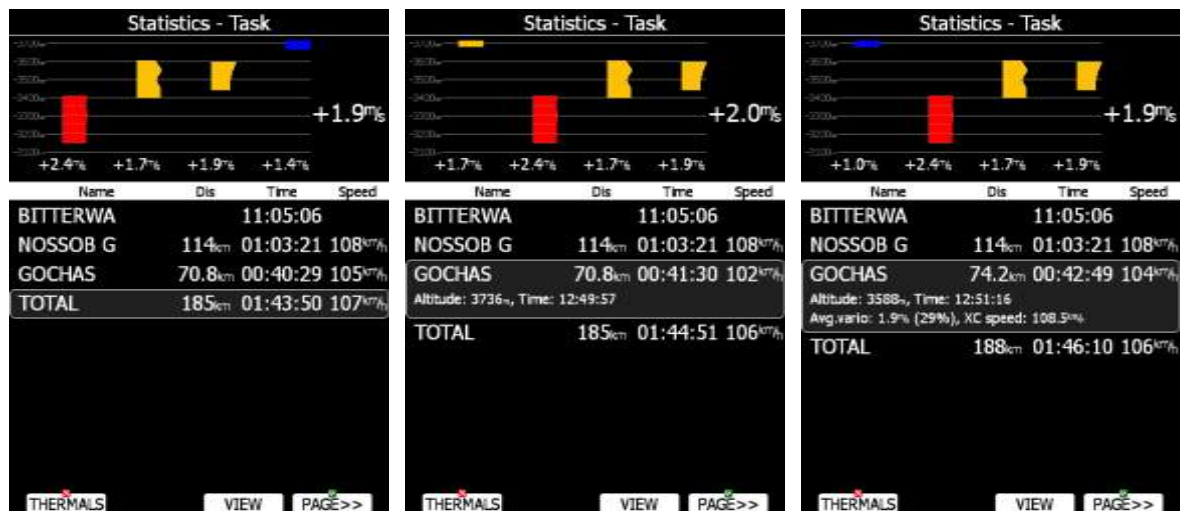 Statistics - Task
+1.9m/s
+2.4m/s +1.7m/s +1.9m/s +1.4m/s
Name Dis Time Speed
BITTERWA 11:05:06
NOSSOB G 114km 01:03:21 108km/h
GOCHAS 70.8km 00:40:29 105km/h
TOTAL 185km 01:43:50 107km/h
THERMALS VIEW PAGE>>
Statistics - Task
+2.0m/s
+1.7m/s +2.4m/s +1.7m/s +1.9m/s
Name Dis Time Speed
BITTERWA 11:05:06
NOSSOB G 114km 01:03:21 108km/h
GOCHAS 70.8km 00:41:30 102km/h
Altitude: 3736m, Time: 12:49:57
TOTAL 185km 01:44:51 106km/h
THERMALS VIEW PAGE>>
Statistics - Task
+1.9m/s
+1.0m/s +2.4m/s +1.7m/s +1.9m/s
Name Dis Time Speed
BITTERWA 11:05:06
NOSSOB G 114km 01:03:21 108km/h
GOCHAS 74.2km 00:42:49 104km/h
Altitude: 3588m, Time: 12:51:16
Avg.vario: 1.9m/s (29%), XC speed: 108.5km/h
TOTAL 188km 01:46:10 106km/h
THERMALS VIEW PAGE>>